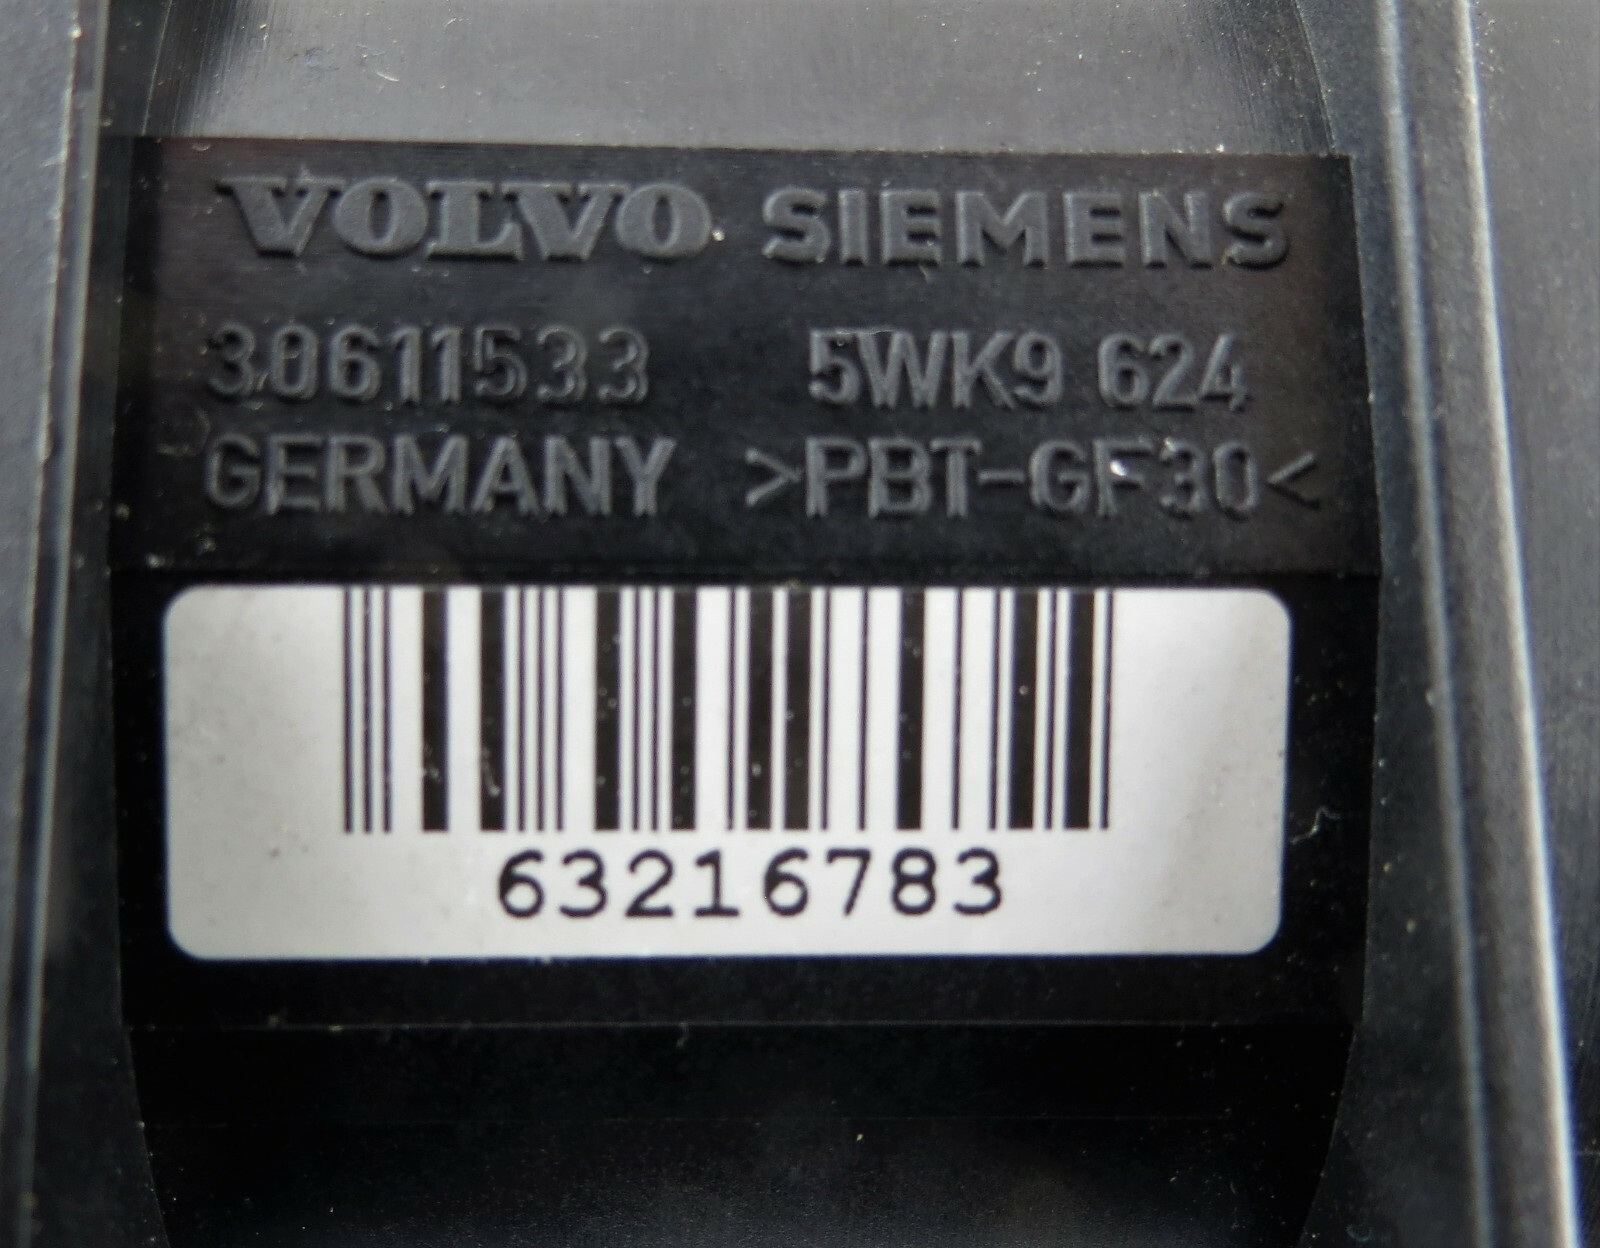 VOLVO SIEMENS
30611533 5WK9 624
GERMANY >PBT-GF30<
63216783